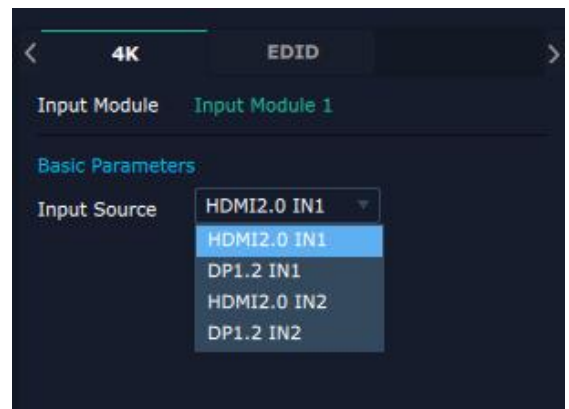 4K EDID
Input Module Input Module 1
Basic Parameters
Input Source HDMI2.0 IN1
HDMI2.0 IN1
DP1.2 IN1
HDMI2.0 IN2
DP1.2 IN2